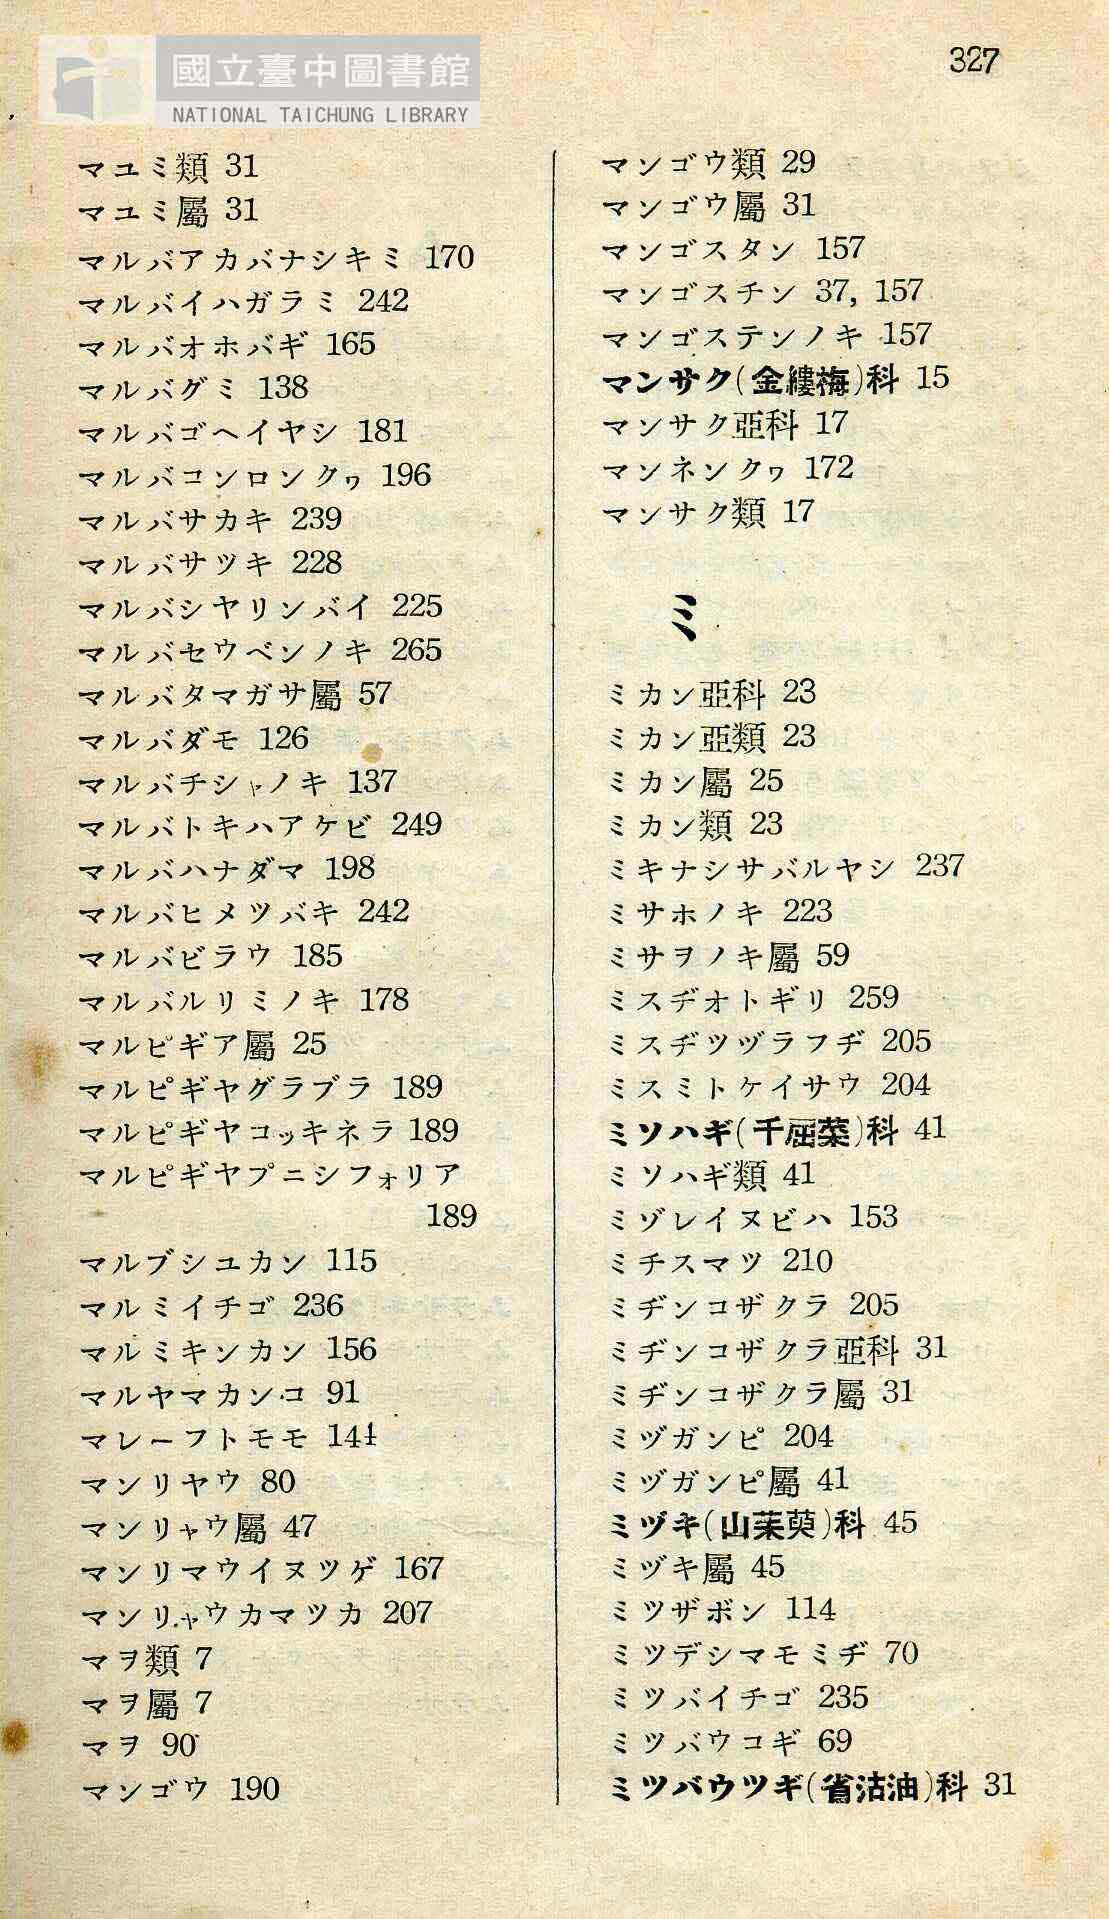 國立臺中圖書館
NATIONAL TAICHUNG LIBRARY
327
マユミ類 31
マユミ屬 31
マルバアカバナシキミ 170
マルバイハガラミ 242
マルバオホバギ 165
マルバグミ 138
マルバゴヘイヤシ 181
マルバコンロンクヮ 196
マルバサカキ 239
マルバサツキ 228
マルバシヤリンバイ 225
マルバセウベンノキ 265
マルバタマガサ屬 57
マルバダモ 126
マルバチシャノキ 137
マルバトキハアケビ 249
マルバハナダマ 198
マルバヒメツバキ 242
マルバビラウ 185
マルバルリミノキ 178
マルピギア屬 25
マルピギヤグラブラ 189
マルピギヤコッキネラ 189
マルピギヤプニシフォリア
189
マルブシユカン 115
マルミイチゴ 236
マルミキンカン 156
マルヤマカンコ 91
マレーフトモモ 144
マンリヤウ 80
マンリャウ屬 47
マンリマウイヌツゲ 167
マンリャウカマツカ 207
マヲ類 7
マヲ屬 7
マヲ 90
マンゴウ 190
マンゴウ類 29
マンゴウ屬 31
マンゴスタン 157
マンゴスチン 37, 157
マンゴステンノキ 157
マンサク(金縷梅)科 15
マンサク亞科 17
マンネンクヮ 172
マンサク類 17
ミ
ミカン亞科 23
ミカン亞類 23
ミカン屬 25
ミカン類 23
ミキナシサバルヤシ 237
ミサホノキ 223
ミサヲノキ屬 59
ミスヂオトギリ 259
ミスヂツヅラフヂ 205
ミスミトケイサウ 204
ミソハギ(千屈菜)科 41
ミソハギ類 41
ミゾレイヌビハ 153
ミチスマツ 210
ミヂンコザクラ 205
ミヂンコザクラ亞科 31
ミヂンコザクラ屬 31
ミヅガンピ 204
ミヅガンピ屬 41
ミヅキ(山茱萸)科 45
ミヅキ屬 45
ミツザボン 114
ミツデシマモミヂ 70
ミツバイチゴ 235
ミツバウコギ 69
ミツバウツギ(省沽油)科 31